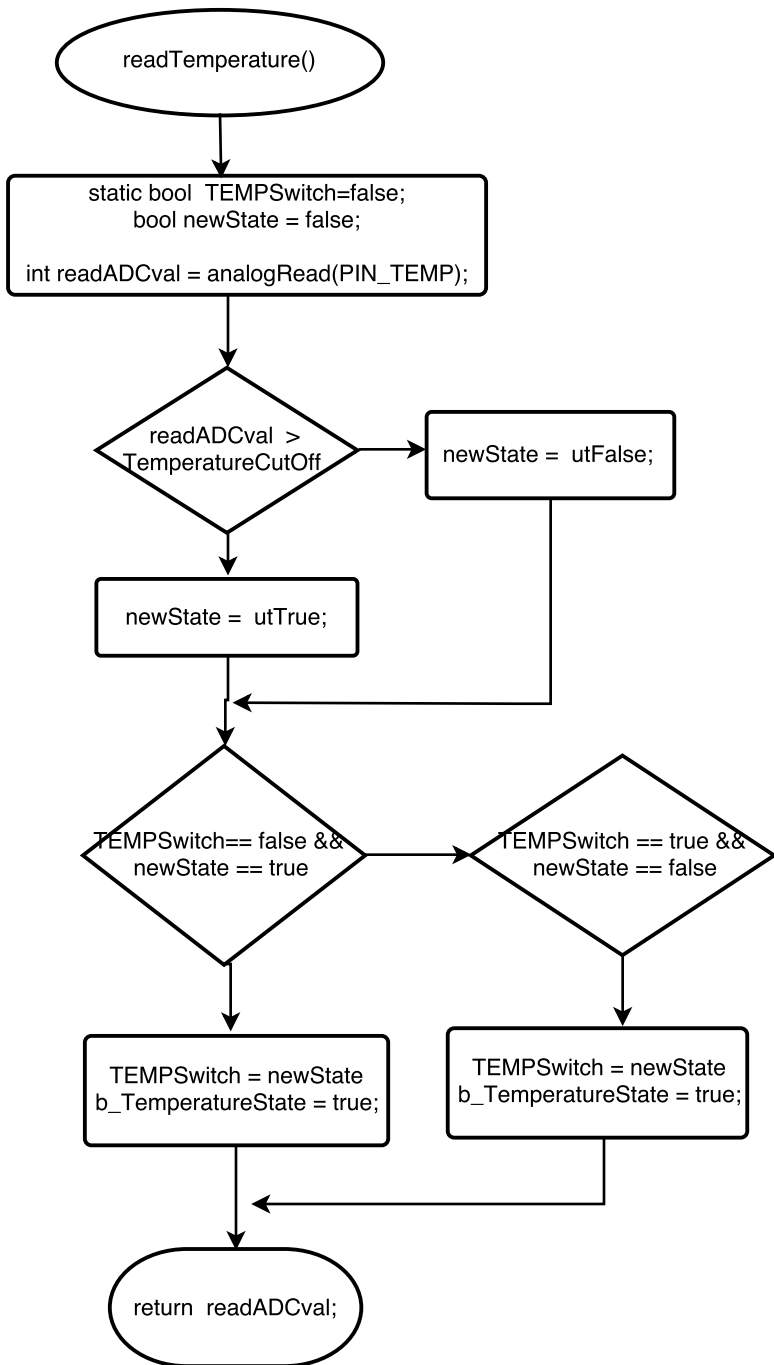 readTemperature()
static bool  TEMPSwitch=false;
bool newState = false;
int readADCval = analogRead(PIN_TEMP);
readADCval  >
TemperatureCutOff
newState =  utFalse;
newState =  utTrue;
TEMPSwitch== false &&
newState == true
TEMPSwitch == true &&
newState == false
TEMPSwitch = newState
b_TemperatureState = true;
TEMPSwitch = newState
b_TemperatureState = true;
return  readADCval;